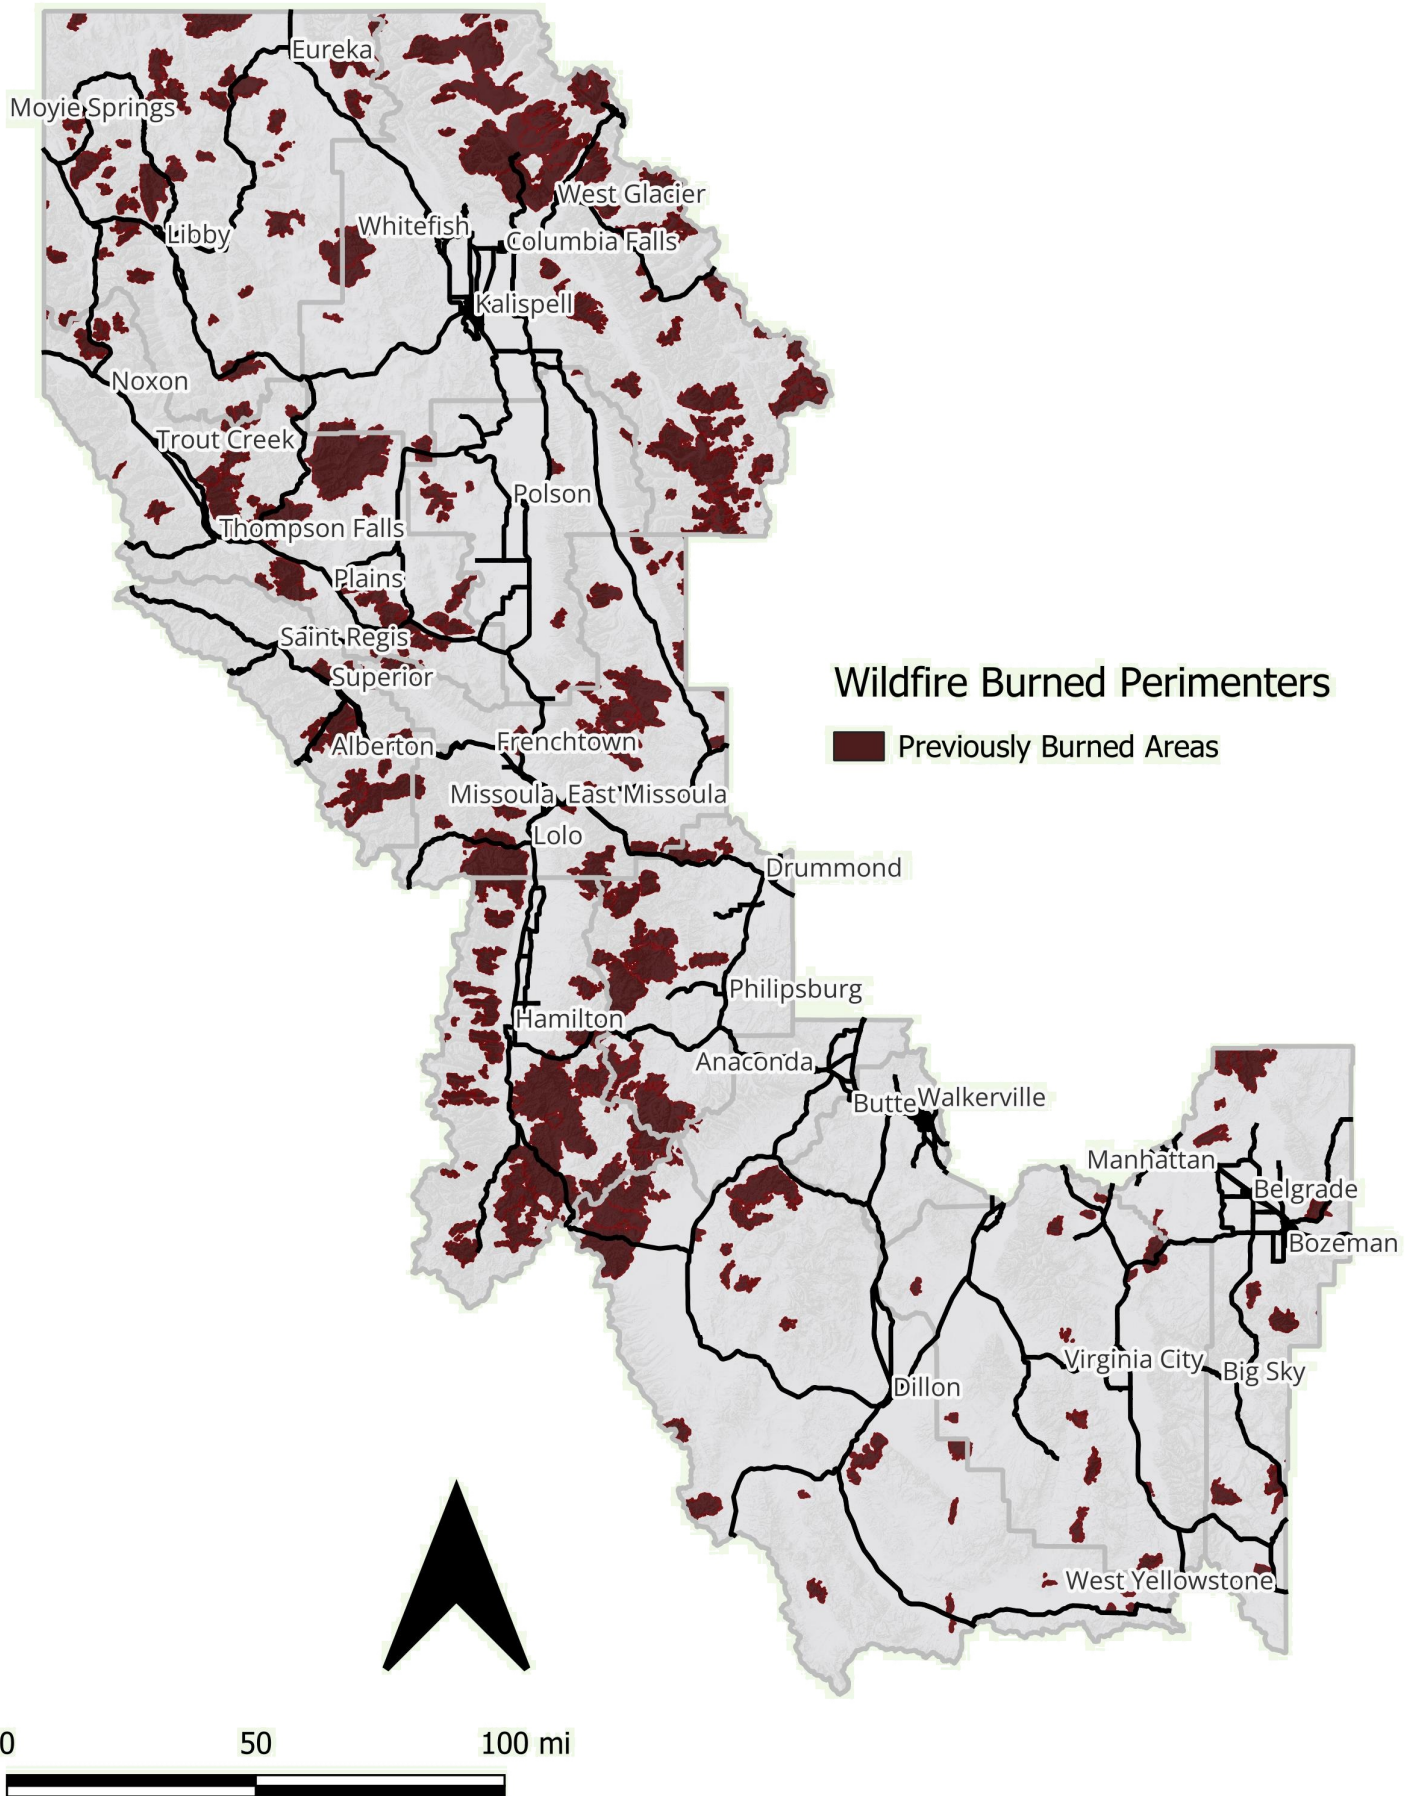 Eureka
Moyie Springs
West Glacier
Whitefish
Libby
Columbia Falls
Kalispell
Noxon
Trout Creek
Polson
Thompson Falls
Plains
Saint Regis
Superior
Wildfire Burned Perimenters
Previously Burned Areas
Frenchtown
Alberton
Missoula
East Missoula
Lolo
Drummond
Philipsburg
Hamilton
Anaconda
Butte
Walkerville
Manhattan
Belgrade
Bozeman
Virginia City
Big Sky
Dillon
West Yellowstone
0 50 100 mi